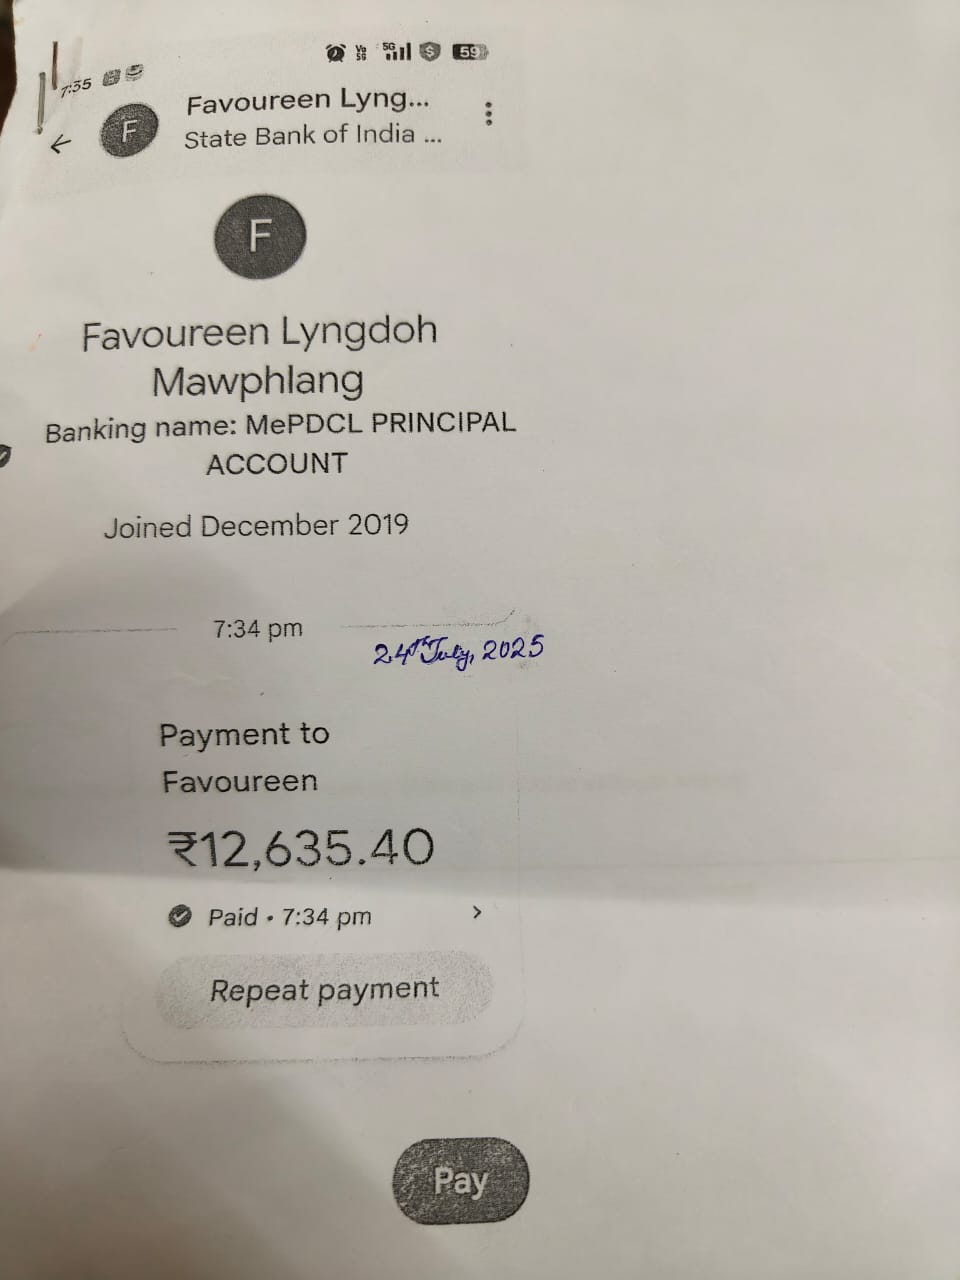 7:35 5G 59
Favoureen Lyng...
State Bank of India ...
F
F
Favoureen Lyngdoh
Mawphlang
Banking name: MePDCL PRINCIPAL
ACCOUNT
Joined December 2019
7:34 pm
24th July, 2025
Payment to
Favoureen
₹12,635.40
Paid • 7:34 pm
Repeat payment
Pay